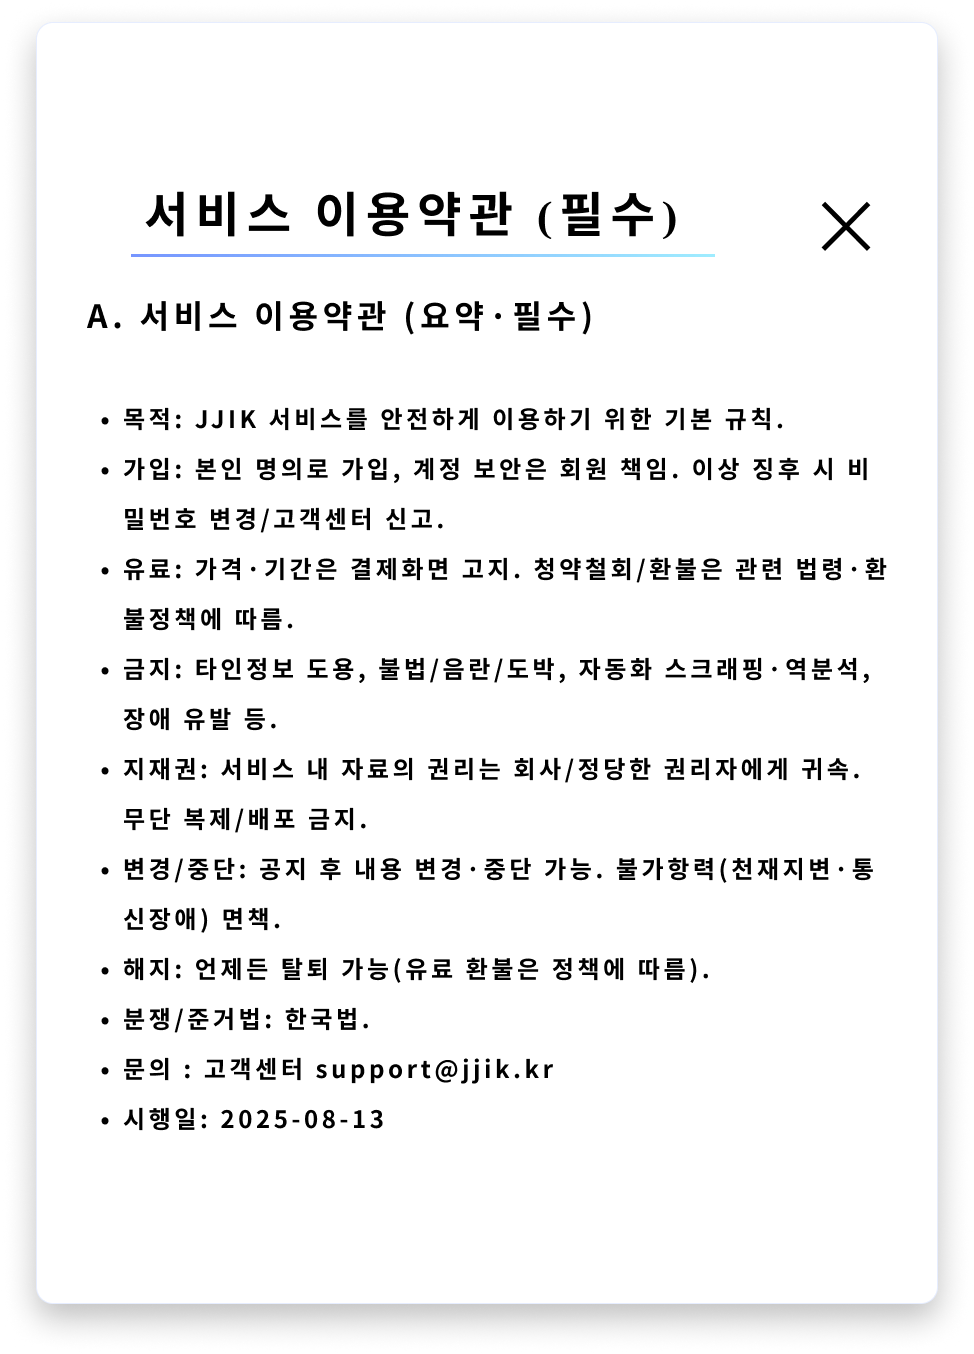 서비스 이용약관 (필수)
A. 서비스 이용약관 (요약·필수)
• 목적: JJIK 서비스를 안전하게 이용하기 위한 기본 규칙.
• 가입: 본인 명의로 가입, 계정 보안은 회원 책임. 이상 징후 시 비
밀번호 변경/고객센터 신고.
• 유료: 가격·기간은 결제화면 고지. 청약철회/환불은 관련 법령·환
불정책에 따름.
• 금지: 타인정보 도용, 불법/음란/도박, 자동화 스크래핑·역분석,
장애 유발 등.
• 지재권: 서비스 내 자료의 권리는 회사/정당한 권리자에게 귀속.
무단 복제/배포 금지.
• 변경/중단: 공지 후 내용 변경·중단 가능. 불가항력(천재지변·통
신장애) 면책.
• 해지: 언제든 탈퇴 가능(유료 환불은 정책에 따름).
• 분쟁/준거법: 한국법.
• 문의 : 고객센터 support@jjik.kr
• 시행일: 2025-08-13